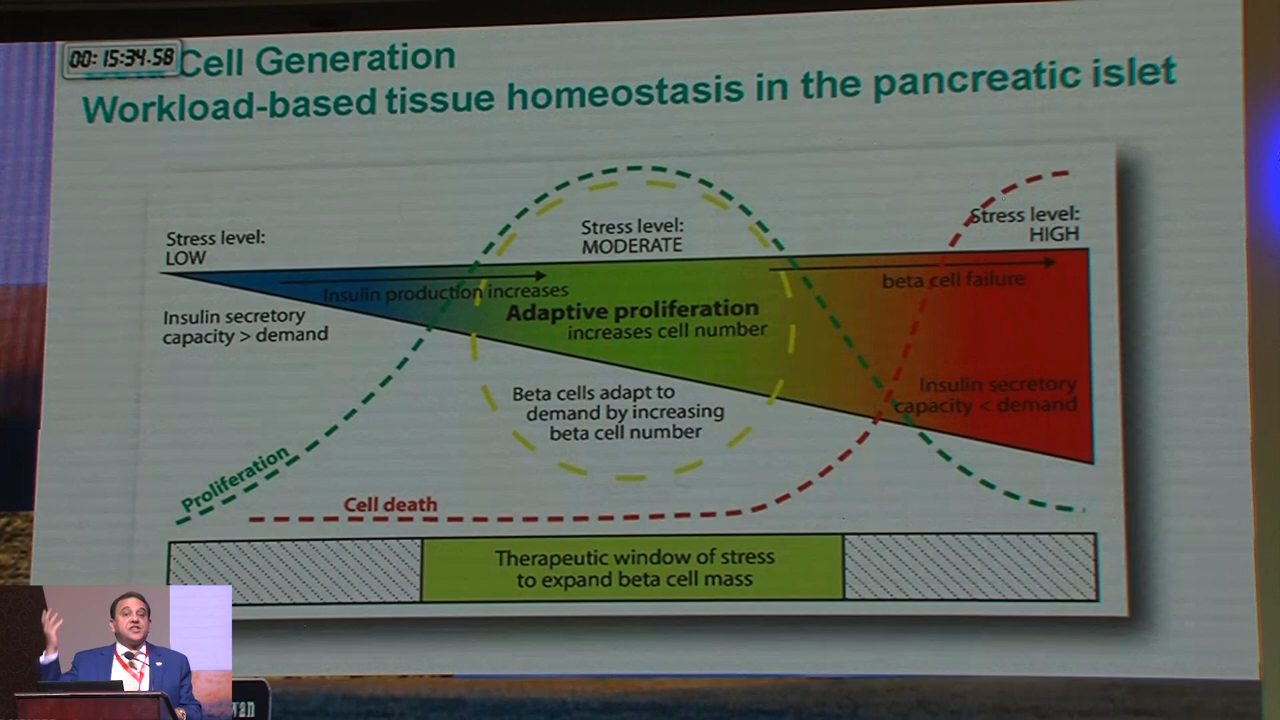 00:15:34.58
Cell Generation
Workload-based tissue homeostasis in the pancreatic islet
Stress level:
LOW
Stress level:
MODERATE
Stress level:
HIGH
Insulin production increases
beta cell failure
Insulin secretory
capacity > demand
Adaptive proliferation
increases cell number
Insulin secretory
capacity < demand
Beta cells adapt to
demand by increasing
beta cell number
Proliferation
Cell death
Therapeutic window of stress
to expand beta cell mass